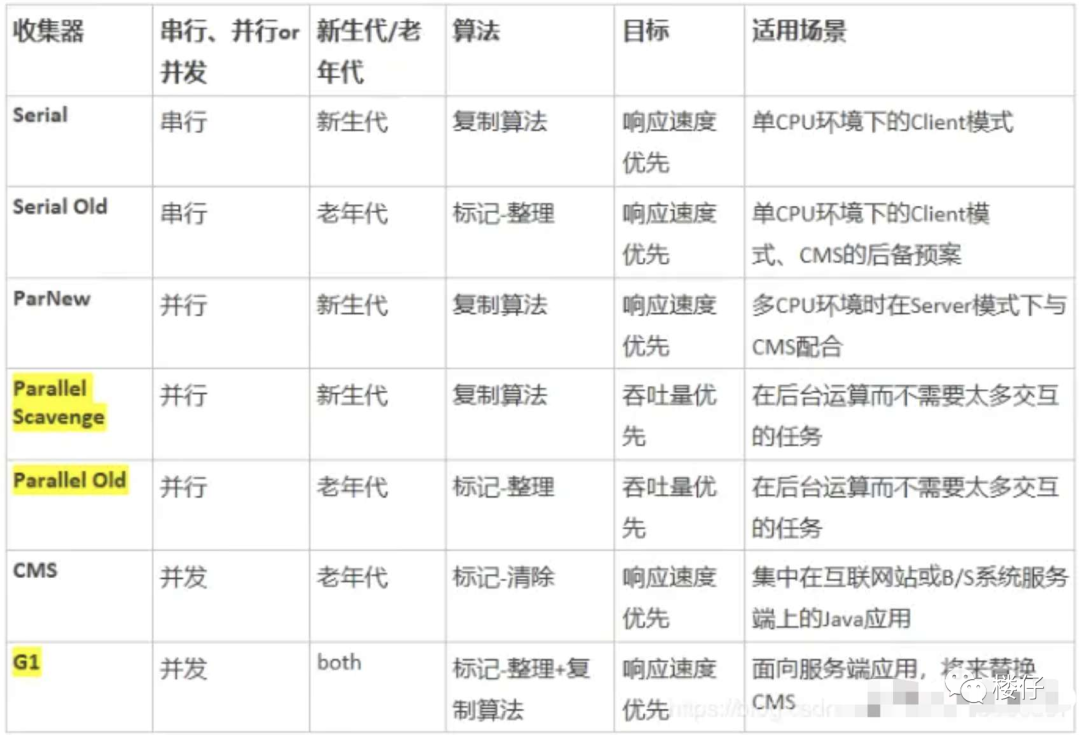 收集器 串行、并行or 新生代/老 算法 目标 适用场景
并发 年代
Serial 串行 新生代 复制算法 响应速度 单CPU环境下的Client模式
优先
Serial Old 串行 老年代 标记-整理 响应速度 单CPU环境下的Client模
优先 式、CMS的后备预案
ParNew 并行 新生代 复制算法 响应速度 多CPU环境时在Server模式下与
优先 CMS配合
Parallel 并行 新生代 复制算法 吞吐量优 在后台运算而不需要太多交互
Scavenge 先 的任务
Parallel Old 并行 老年代 标记-整理 吞吐量优 在后台运算而不需要太多交互
先 的任务
CMS 并发 老年代 标记-清除 响应速度 集中在互联网站或B/S系统服务
优先 端上的Java应用
G1 并发 both 标记-整理+复 响应速度 面向服务端应用，将来替换
制算法 优先 CMS
楼仔
https://blog.csdn